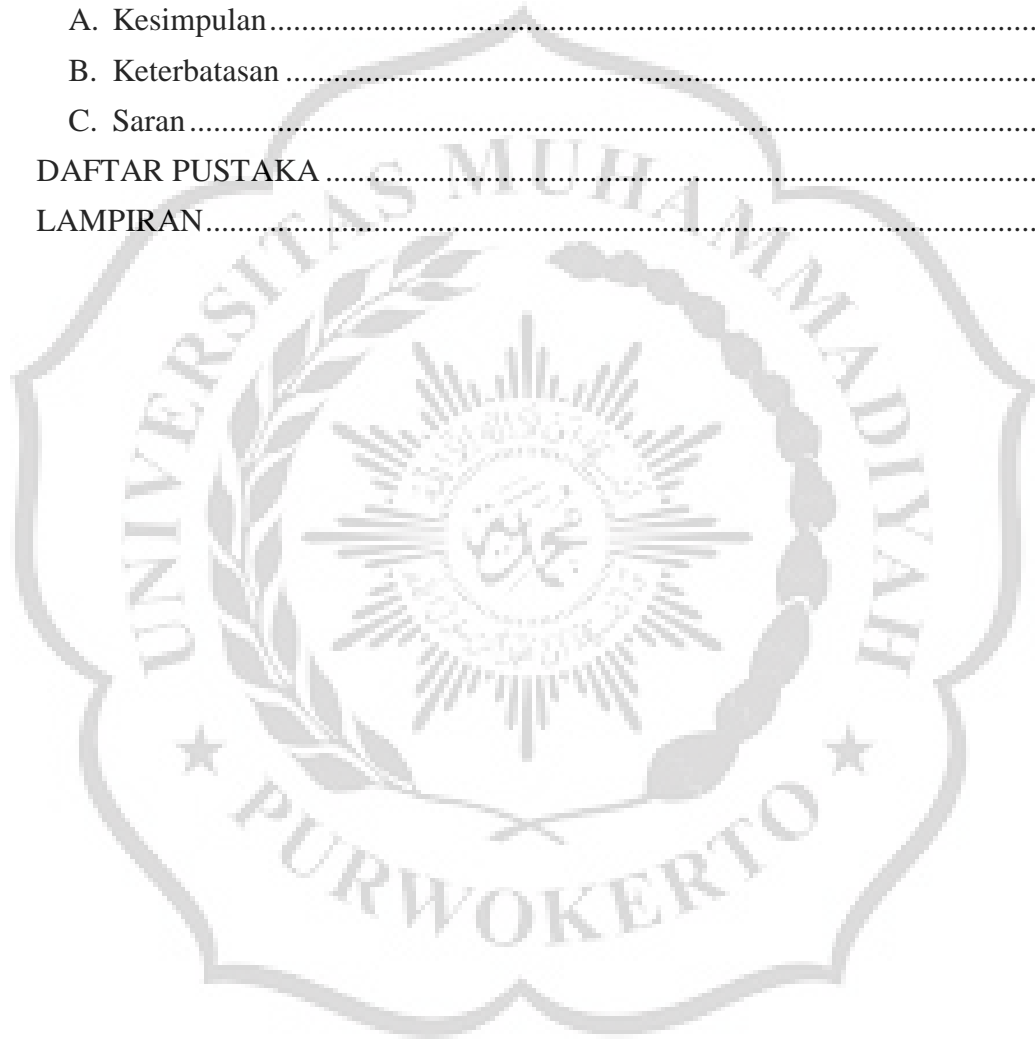 A. Kesimpulan
B. Keterbatasan
C. Saran
DAFTAR PUSTAKA
LAMPIRAN
UNIVERSITAS MUHAMMADIYAH
PURWOKERTO